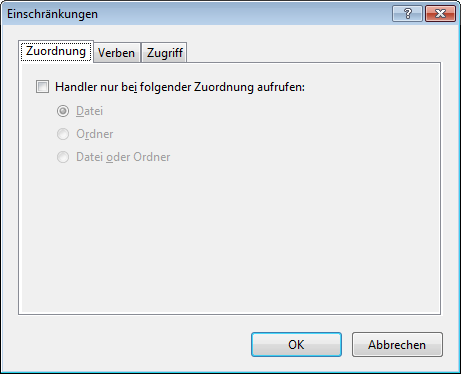 Einschränkungen
Zuordnung Verben Zugriff
Handler nur bei folgender Zuordnung aufrufen:
Datei
Ordner
Datei oder Ordner
OK Abbrechen